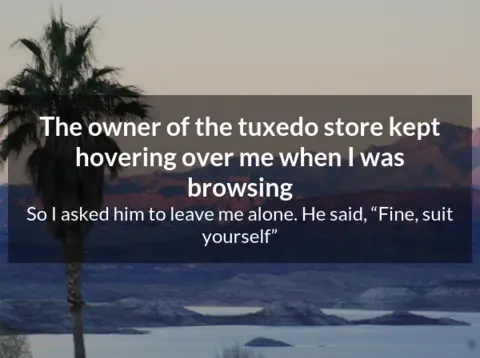 The owner of the tuxedo store kept
hovering over me when I was
browsing
So I asked him to leave me alone. He said, “Fine, suit
yourself”